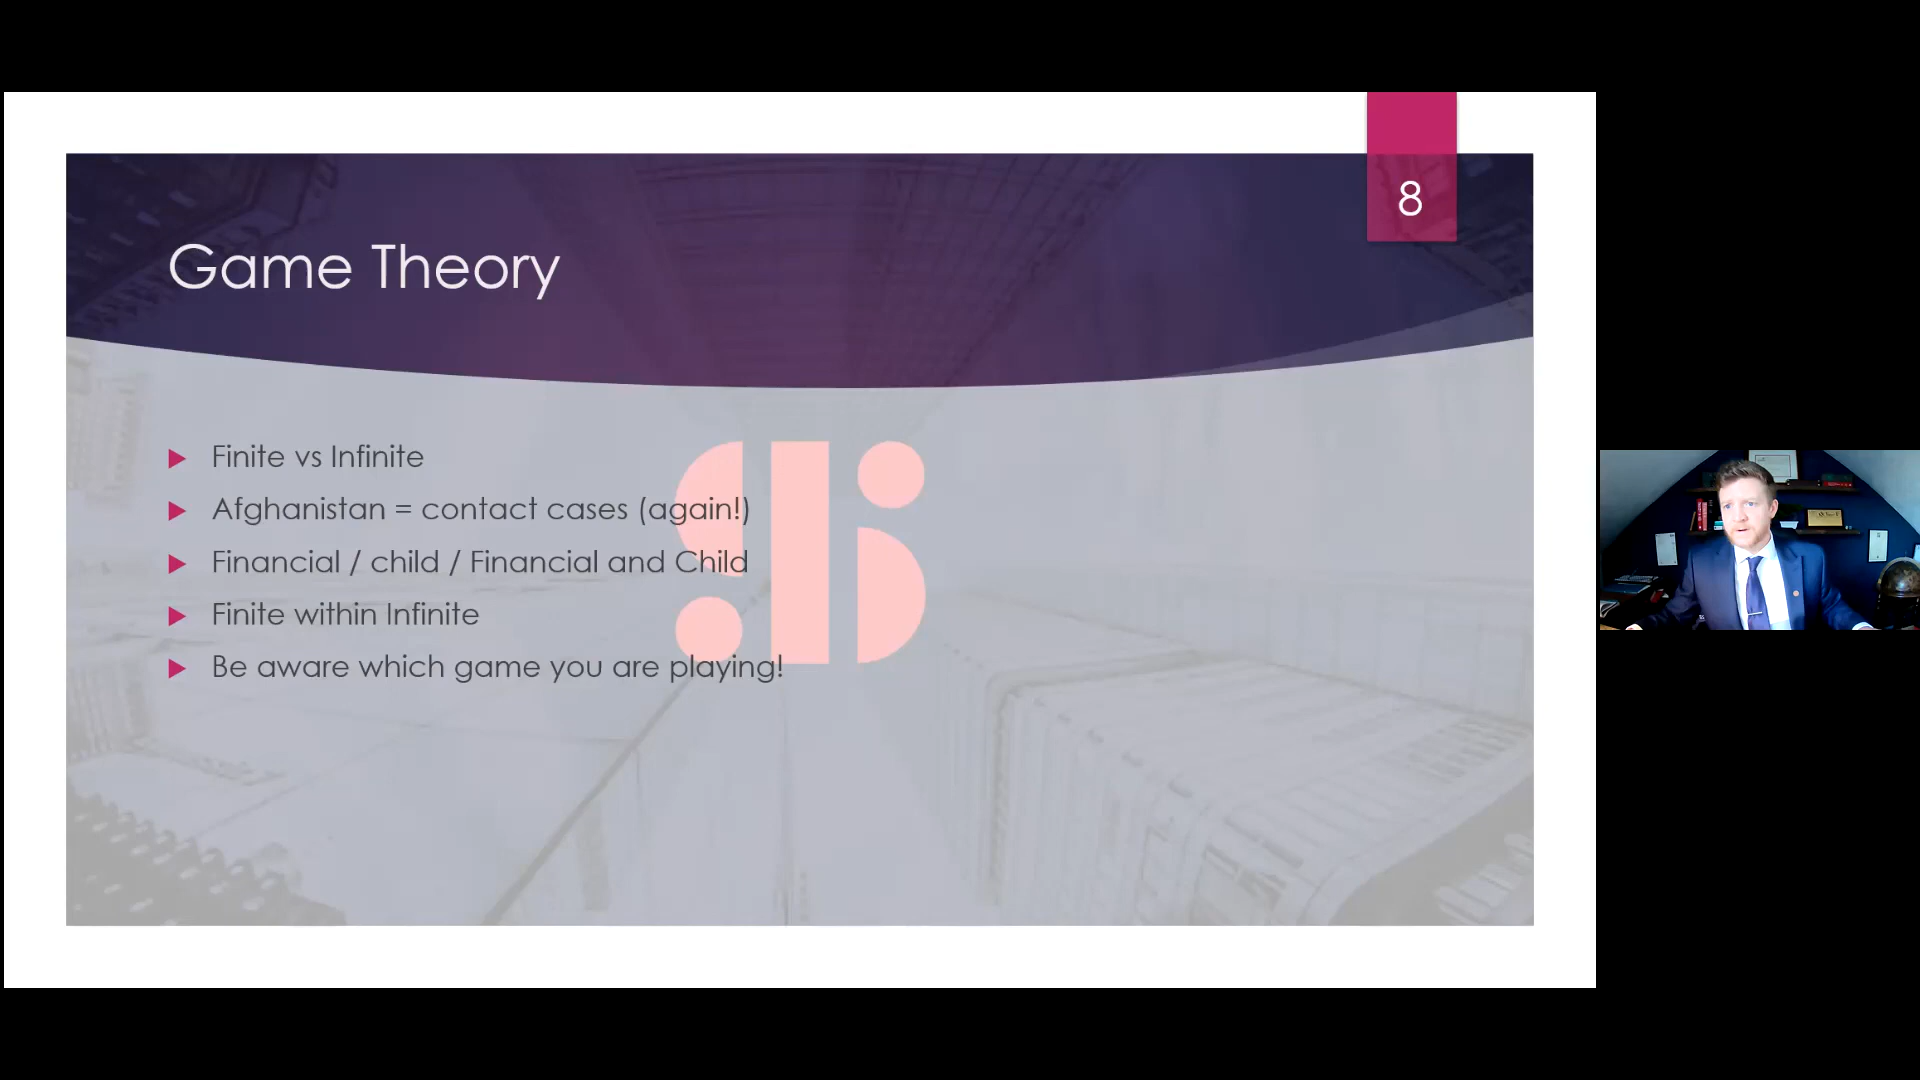 8
Game Theory
Finite vs Infinite
Afghanistan = contact cases (again!)
Financial / child / Financial and Child
Finite within Infinite
Be aware which game you are playing!